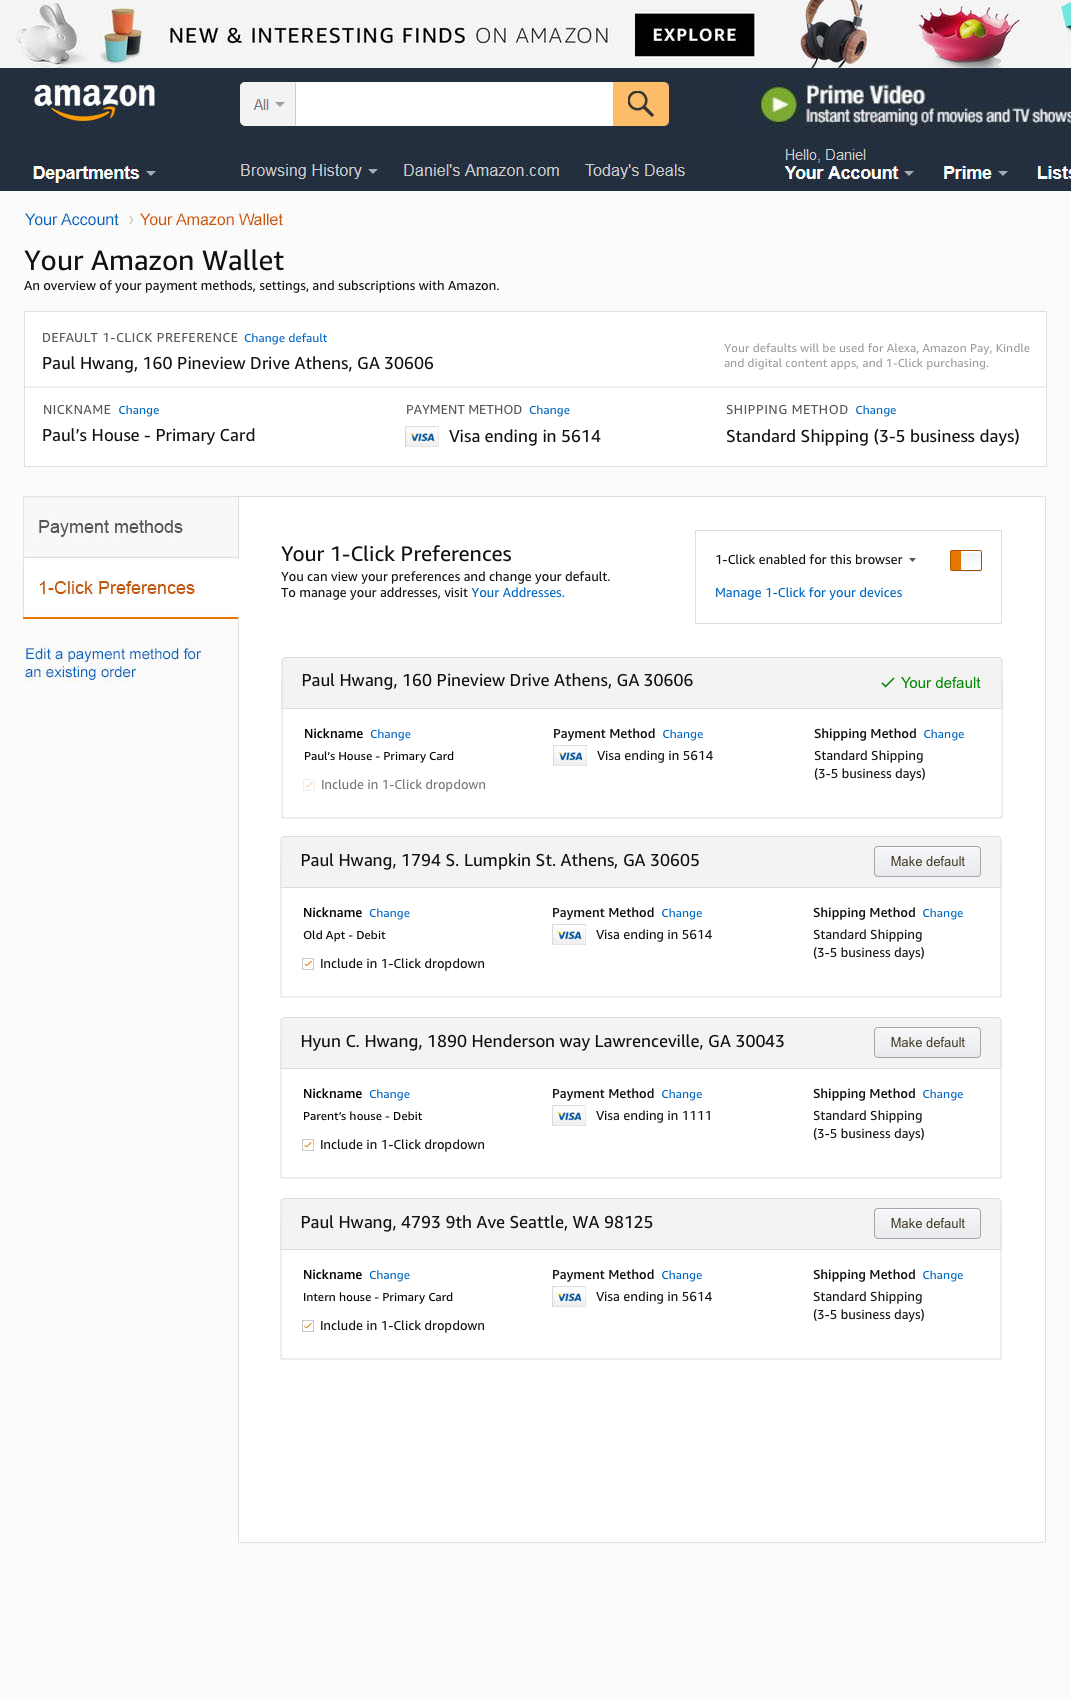 NEW & INTERESTING FINDS ON AMAZON EXPLORE
amazon
All
Prime Video
Instant streaming of movies and TV shows
Departments
Browsing History
Daniel's Amazon.com
Today's Deals
Hello, Daniel
Your Account
Prime
Lists
Your Account › Your Amazon Wallet
Your Amazon Wallet
An overview of your payment methods, settings, and subscriptions with Amazon.
DEFAULT 1-CLICK PREFERENCE Change default
Paul Hwang, 160 Pineview Drive Athens, GA 30606
Your defaults will be used for Alexa, Amazon Pay, Kindle
and digital content apps, and 1-Click purchasing.
NICKNAME Change
Paul's House - Primary Card
PAYMENT METHOD Change
VISA Visa ending in 5614
SHIPPING METHOD Change
Standard Shipping (3-5 business days)
Payment methods
1-Click Preferences
Edit a payment method for
an existing order
Your 1-Click Preferences
You can view your preferences and change your default.
To manage your addresses, visit Your Addresses.
1-Click enabled for this browser
Manage 1-Click for your devices
Paul Hwang, 160 Pineview Drive Athens, GA 30606
Your default
Nickname Change
Paul's House - Primary Card
Include in 1-Click dropdown
Payment Method Change
VISA Visa ending in 5614
Shipping Method Change
Standard Shipping
(3-5 business days)
Paul Hwang, 1794 S. Lumpkin St. Athens, GA 30605
Make default
Nickname Change
Old Apt - Debit
Include in 1-Click dropdown
Payment Method Change
VISA Visa ending in 5614
Shipping Method Change
Standard Shipping
(3-5 business days)
Hyun C. Hwang, 1890 Henderson way Lawrenceville, GA 30043
Make default
Nickname Change
Parent's house - Debit
Include in 1-Click dropdown
Payment Method Change
VISA Visa ending in 1111
Shipping Method Change
Standard Shipping
(3-5 business days)
Paul Hwang, 4793 9th Ave Seattle, WA 98125
Make default
Nickname Change
Intern house - Primary Card
Include in 1-Click dropdown
Payment Method Change
VISA Visa ending in 5614
Shipping Method Change
Standard Shipping
(3-5 business days)